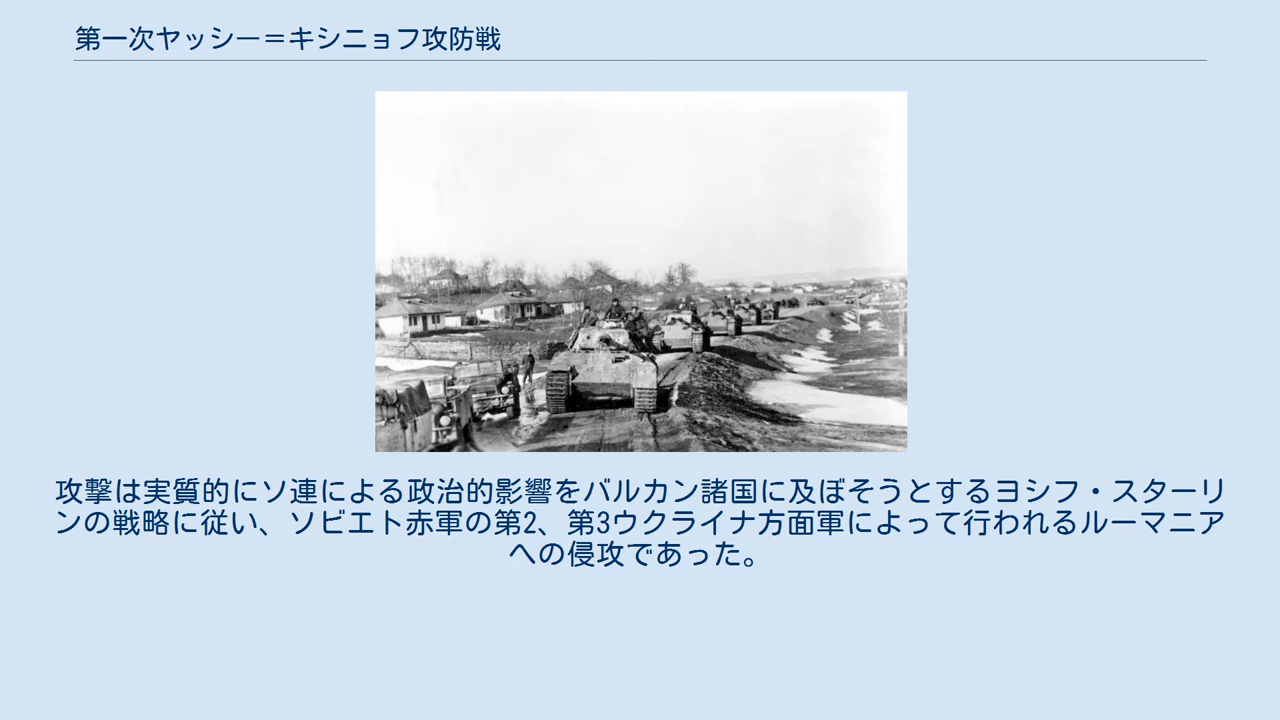 第一次ヤッシー＝キシニョフ攻防戦
攻撃は実質的にソ連による政治的影響をバルカン諸国に及ぼそうとするヨシフ・スターリ
ンの戦略に従い、ソビエト赤軍の第2、第3ウクライナ方面軍によって行われるルーマニア
への侵攻であった。